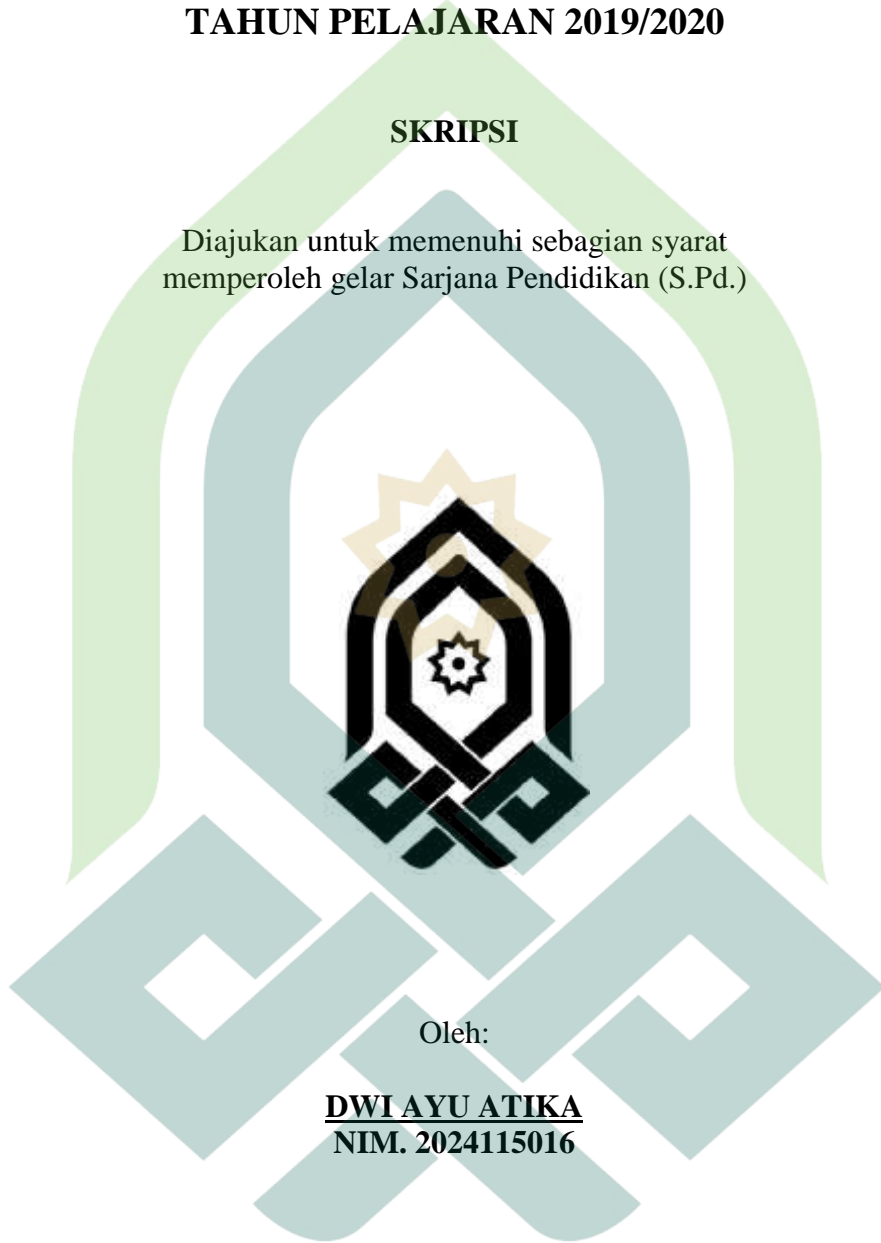 TAHUN PELAJARAN 2019/2020
SKRIPSI
Diajukan untuk memenuhi sebagian syarat
memperoleh gelar Sarjana Pendidikan (S.Pd.)
Oleh:
DWI AYU ATIKA
NIM. 2024115016